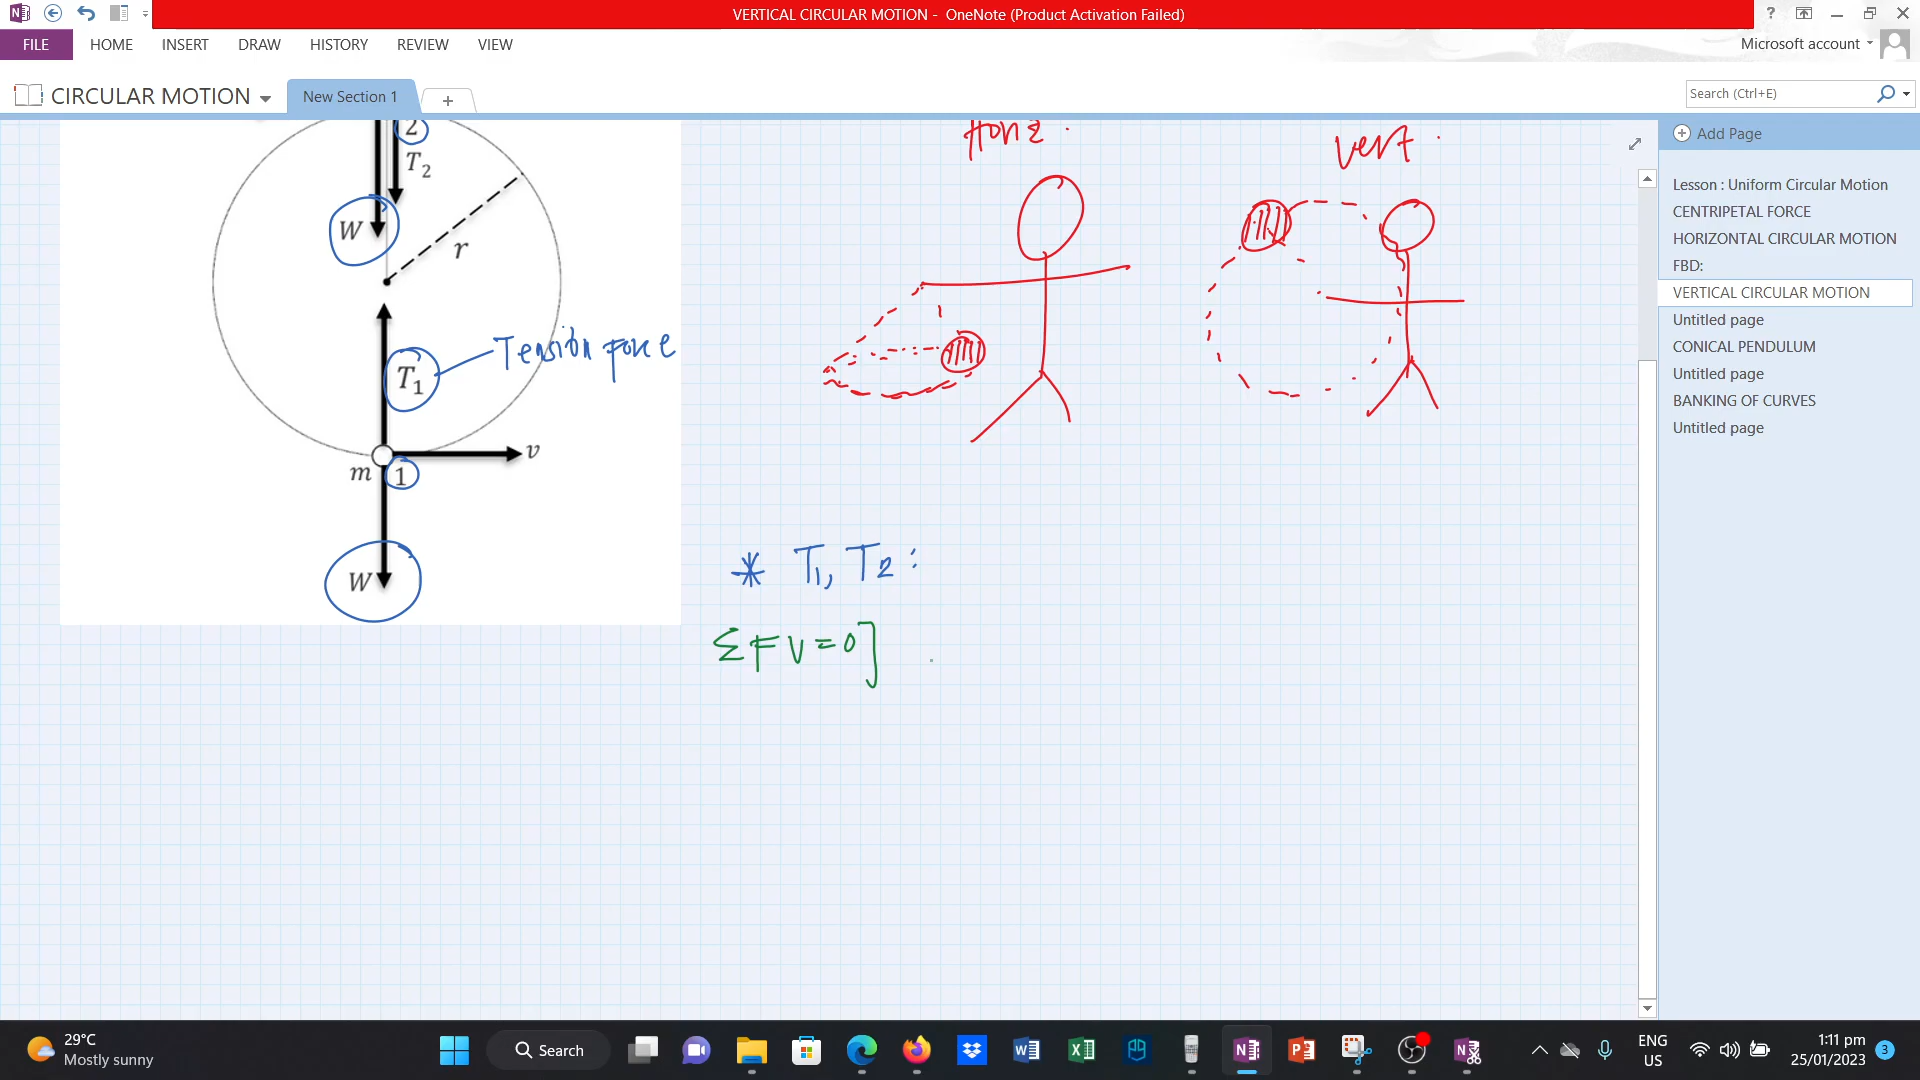 VERTICAL CIRCULAR MOTION - OneNote (Product Activation Failed)
FILE HOME INSERT DRAW HISTORY REVIEW VIEW
Microsoft account
CIRCULAR MOTION New Section 1 +
Search (Ctrl+E)
Add Page
Lesson : Uniform Circular Motion
CENTRIPETAL FORCE
HORIZONTAL CIRCULAR MOTION
FBD:
VERTICAL CIRCULAR MOTION
Untitled page
CONICAL PENDULUM
Untitled page
BANKING OF CURVES
Untitled page
Horiz.
Vert.
2
T2
W
r
T1
Tension Force
v
m 1
W
* T1, T2:
ΣFV=0]
29°C
Mostly sunny
Search
ENG
US
1:11 pm
25/01/2023
3